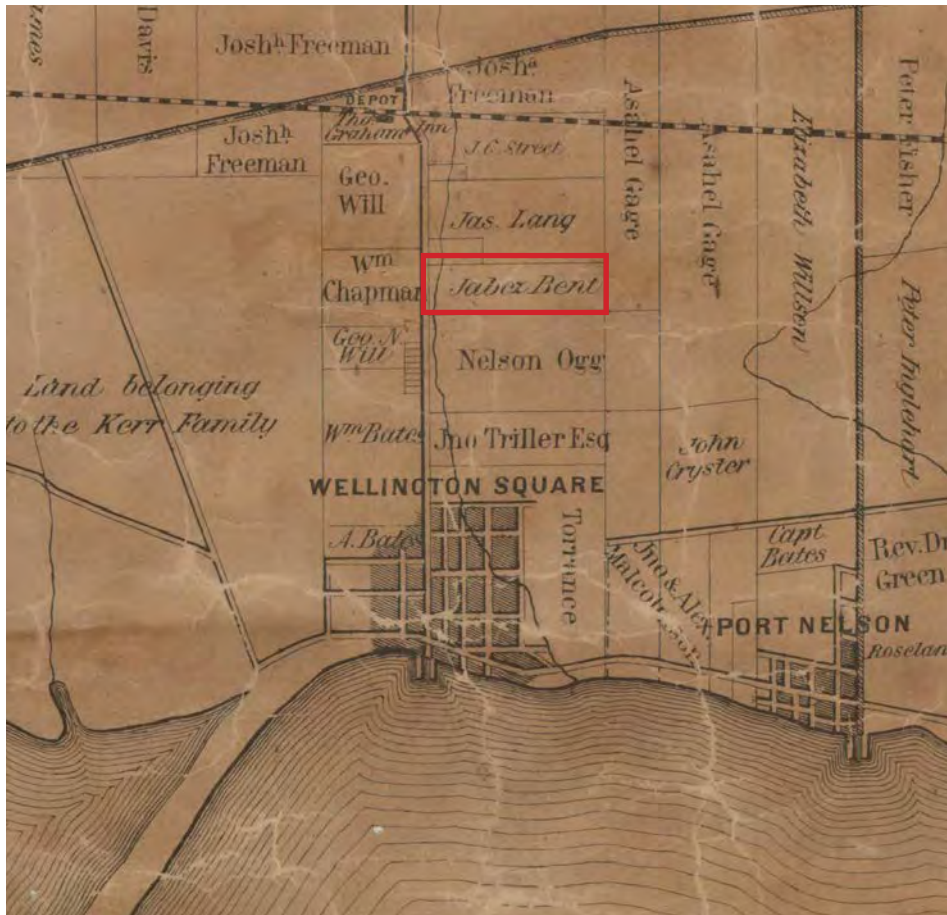 Davis
Josh.h Freeman
Josh.a
Freeman
DEPOT
Inn
Graham
Josh.h
Freeman
J. C. Street
Geo.
Will
Jas. Lang
Asahel Gage
Asahel Gage
Elizabeth Willson
Peter Fisher
Wm
Chapman
Jabez Bent
Peter Inglehart
Geo. N.
Will
Nelson Ogg
Land belonging
to the Kerr Family
Wm Bates
Jno Triller Esq
John
Cryster
WELLINGTON SQUARE
A. Bates
Torrance
Jno & Alex.
Malcomson
Capt
Bates
Rev. Dr
Green
PORT NELSON
Roselan